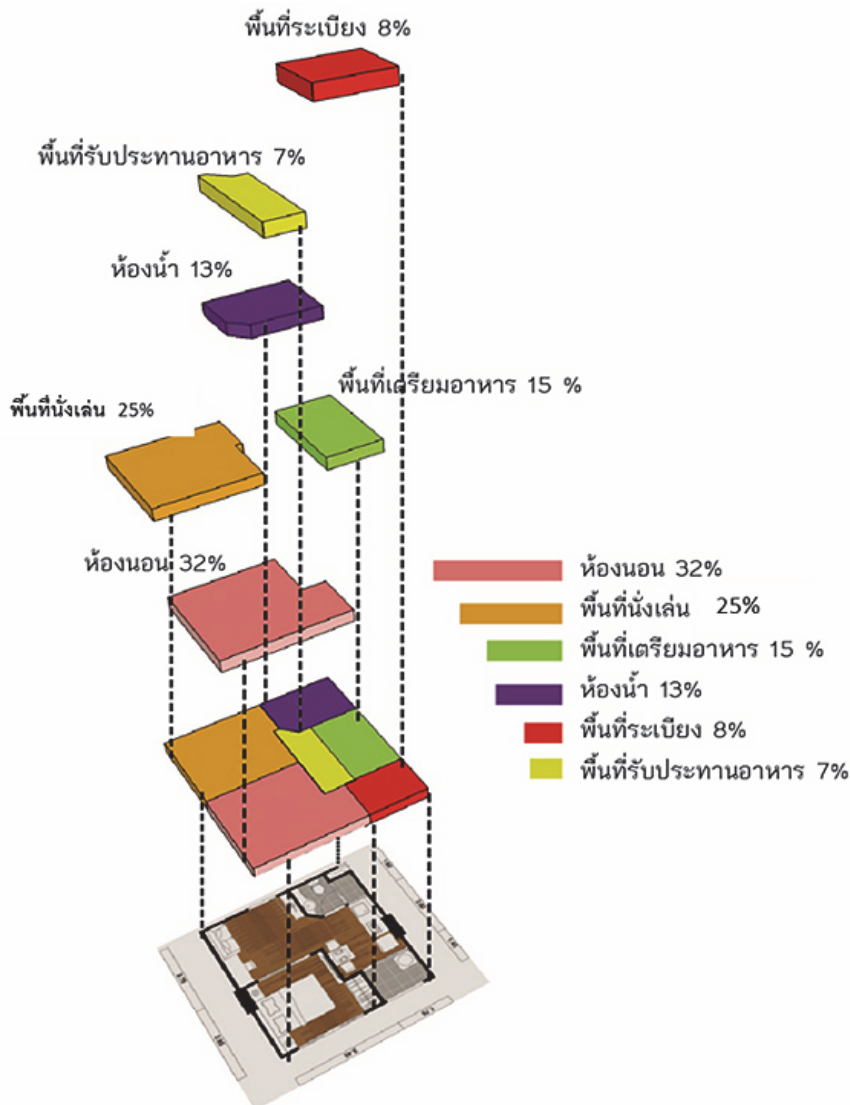 พื้นที่ระเบียง 8%
พื้นที่รับประทานอาหาร 7%
ห้องน้ำ 13%
พื้นที่เตรียมอาหาร 15 %
พื้นที่นั่งเล่น 25%
ห้องนอน 32%
ห้องนอน 32%
พื้นที่นั่งเล่น 25%
พื้นที่เตรียมอาหาร 15 %
ห้องน้ำ 13%
พื้นที่ระเบียง 8%
พื้นที่รับประทานอาหาร 7%